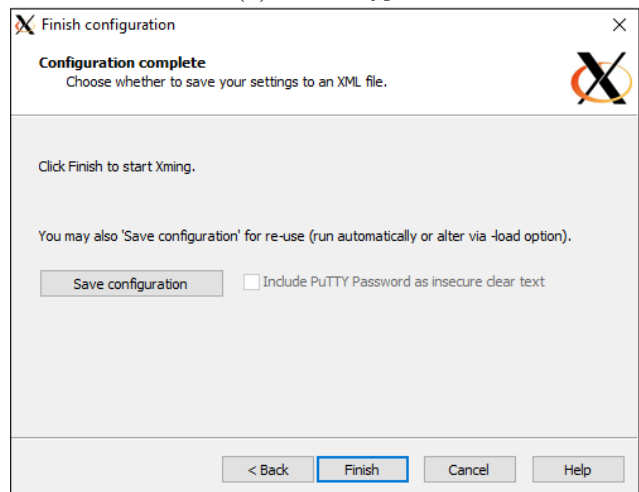 Finish configuration
Configuration complete
Choose whether to save your settings to an XML file.
Click Finish to start Xming.
You may also 'Save configuration' for re-use (run automatically or alter via -load option).
Save configuration
Include PuTTY Password as insecure clear text
< Back
Finish
Cancel
Help